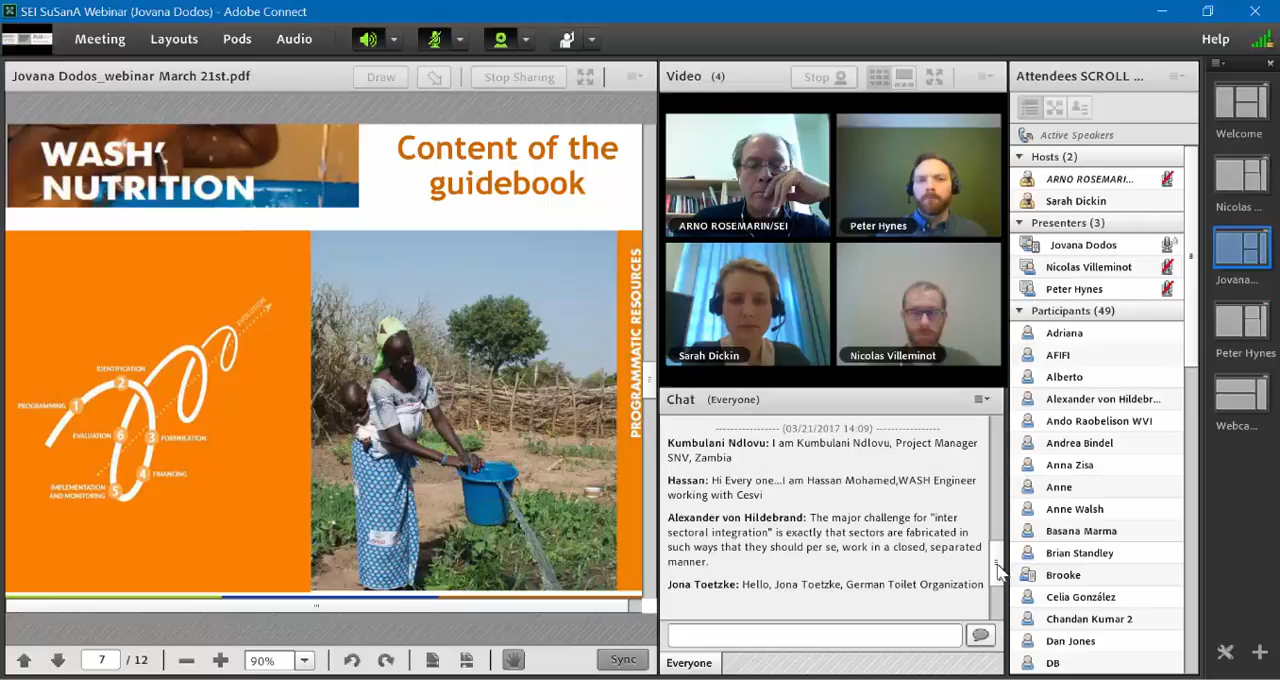 SEI SuSanA Webinar (Jovana Dodos) - Adobe Connect
Meeting
Layouts
Pods
Audio
Help
Jovana Dodos_webinar March 21st.pdf
Draw
Stop Sharing
WASH'
NUTRITION
Content of the
guidebook
PROGRAMMATIC RESOURCES
EVOLUTION
IDENTIFICATION
2
PROGRAMMING
1
EVALUATION
6
3
FORMULATION
4
FINANCING
IMPLEMENTATION
AND MONITORING
5
7
/ 12
90%
Sync
Video (4)
Stop
ARNO ROSEMARIN/SEI
Peter Hynes
Sarah Dickin
Nicolas Villeminot
Chat (Everyone)
------------------ (03/21/2017 14:09) ------------------
Kumbulani Ndlovu: I am Kumbulani Ndlovu, Project Manager
SNV, Zambia
Hassan: Hi Every one...I am Hassan Mohamed,WASH Engineer
working with Cesvi
Alexander von Hildebrand: The major challenge for "inter
sectoral integration" is exactly that sectors are fabricated in
such ways that they should per se, work in a closed, separated
manner.
Jona Toetzke: Hello, Jona Toetzke, German Toilet Organization
Everyone
Attendees SCROLL ...
Active Speakers
Hosts (2)
ARNO ROSEMARI...
Sarah Dickin
Presenters (3)
Jovana Dodos
Nicolas Villeminot
Peter Hynes
Participants (49)
Adriana
AFIFI
Alberto
Alexander von Hildebr...
Ando Raobelison WVI
Andrea Bindel
Anna Zisa
Anne
Anne Walsh
Basana Marma
Brian Standley
Brooke
Celia González
Chandan Kumar 2
Dan Jones
DB
Welcome
Nicolas ...
Jovana...
Peter Hynes
Webca...